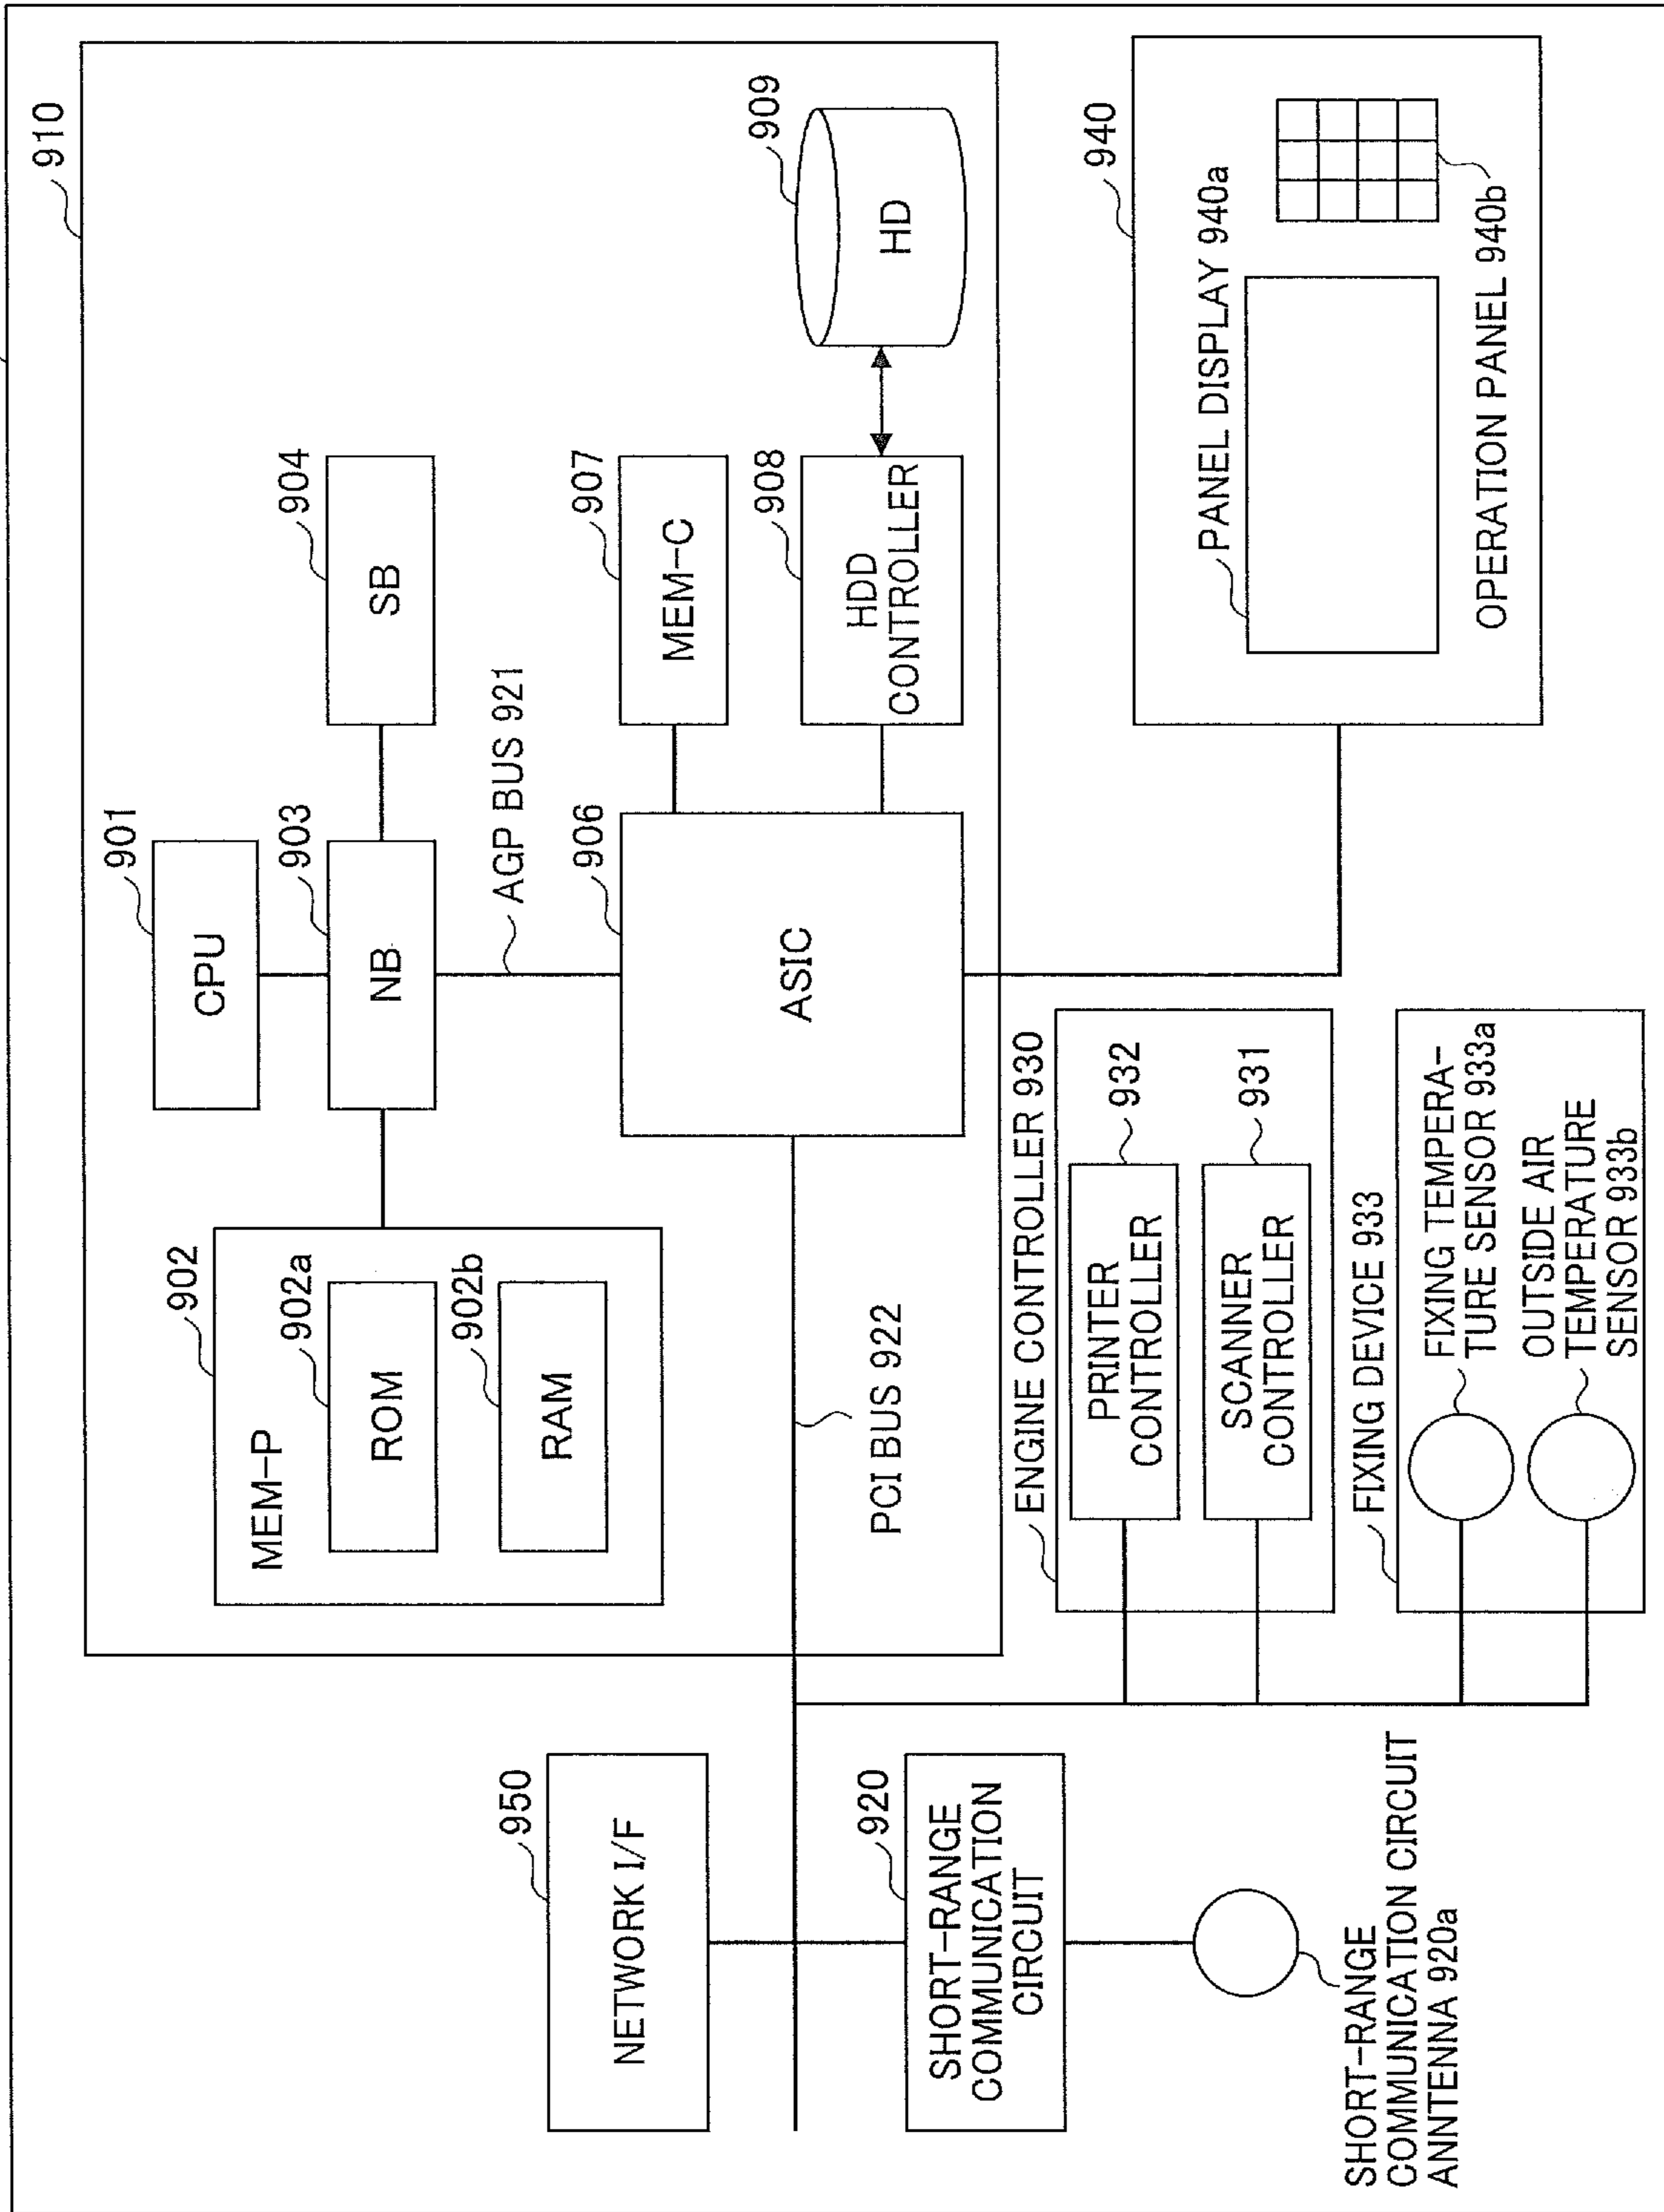 910
CPU
901
MEM-P
902
ROM
902a
RAM
902b
NB
903
SB
904
AGP BUS 921
ASIC
906
MEM-C
907
HDD
CONTROLLER
908
HD
909
PCI BUS 922
NETWORK I/F
950
SHORT-RANGE
COMMUNICATION
CIRCUIT
920
SHORT-RANGE
COMMUNICATION CIRCUIT
ANNTENNA 920a
ENGINE CONTROLLER 930
PRINTER
CONTROLLER
932
SCANNER
CONTROLLER
931
FIXING DEVICE 933
FIXING TEMPERA-
TURE SENSOR 933a
OUTSIDE AIR
TEMPERATURE
SENSOR 933b
940
PANEL DISPLAY 940a
OPERATION PANEL 940b